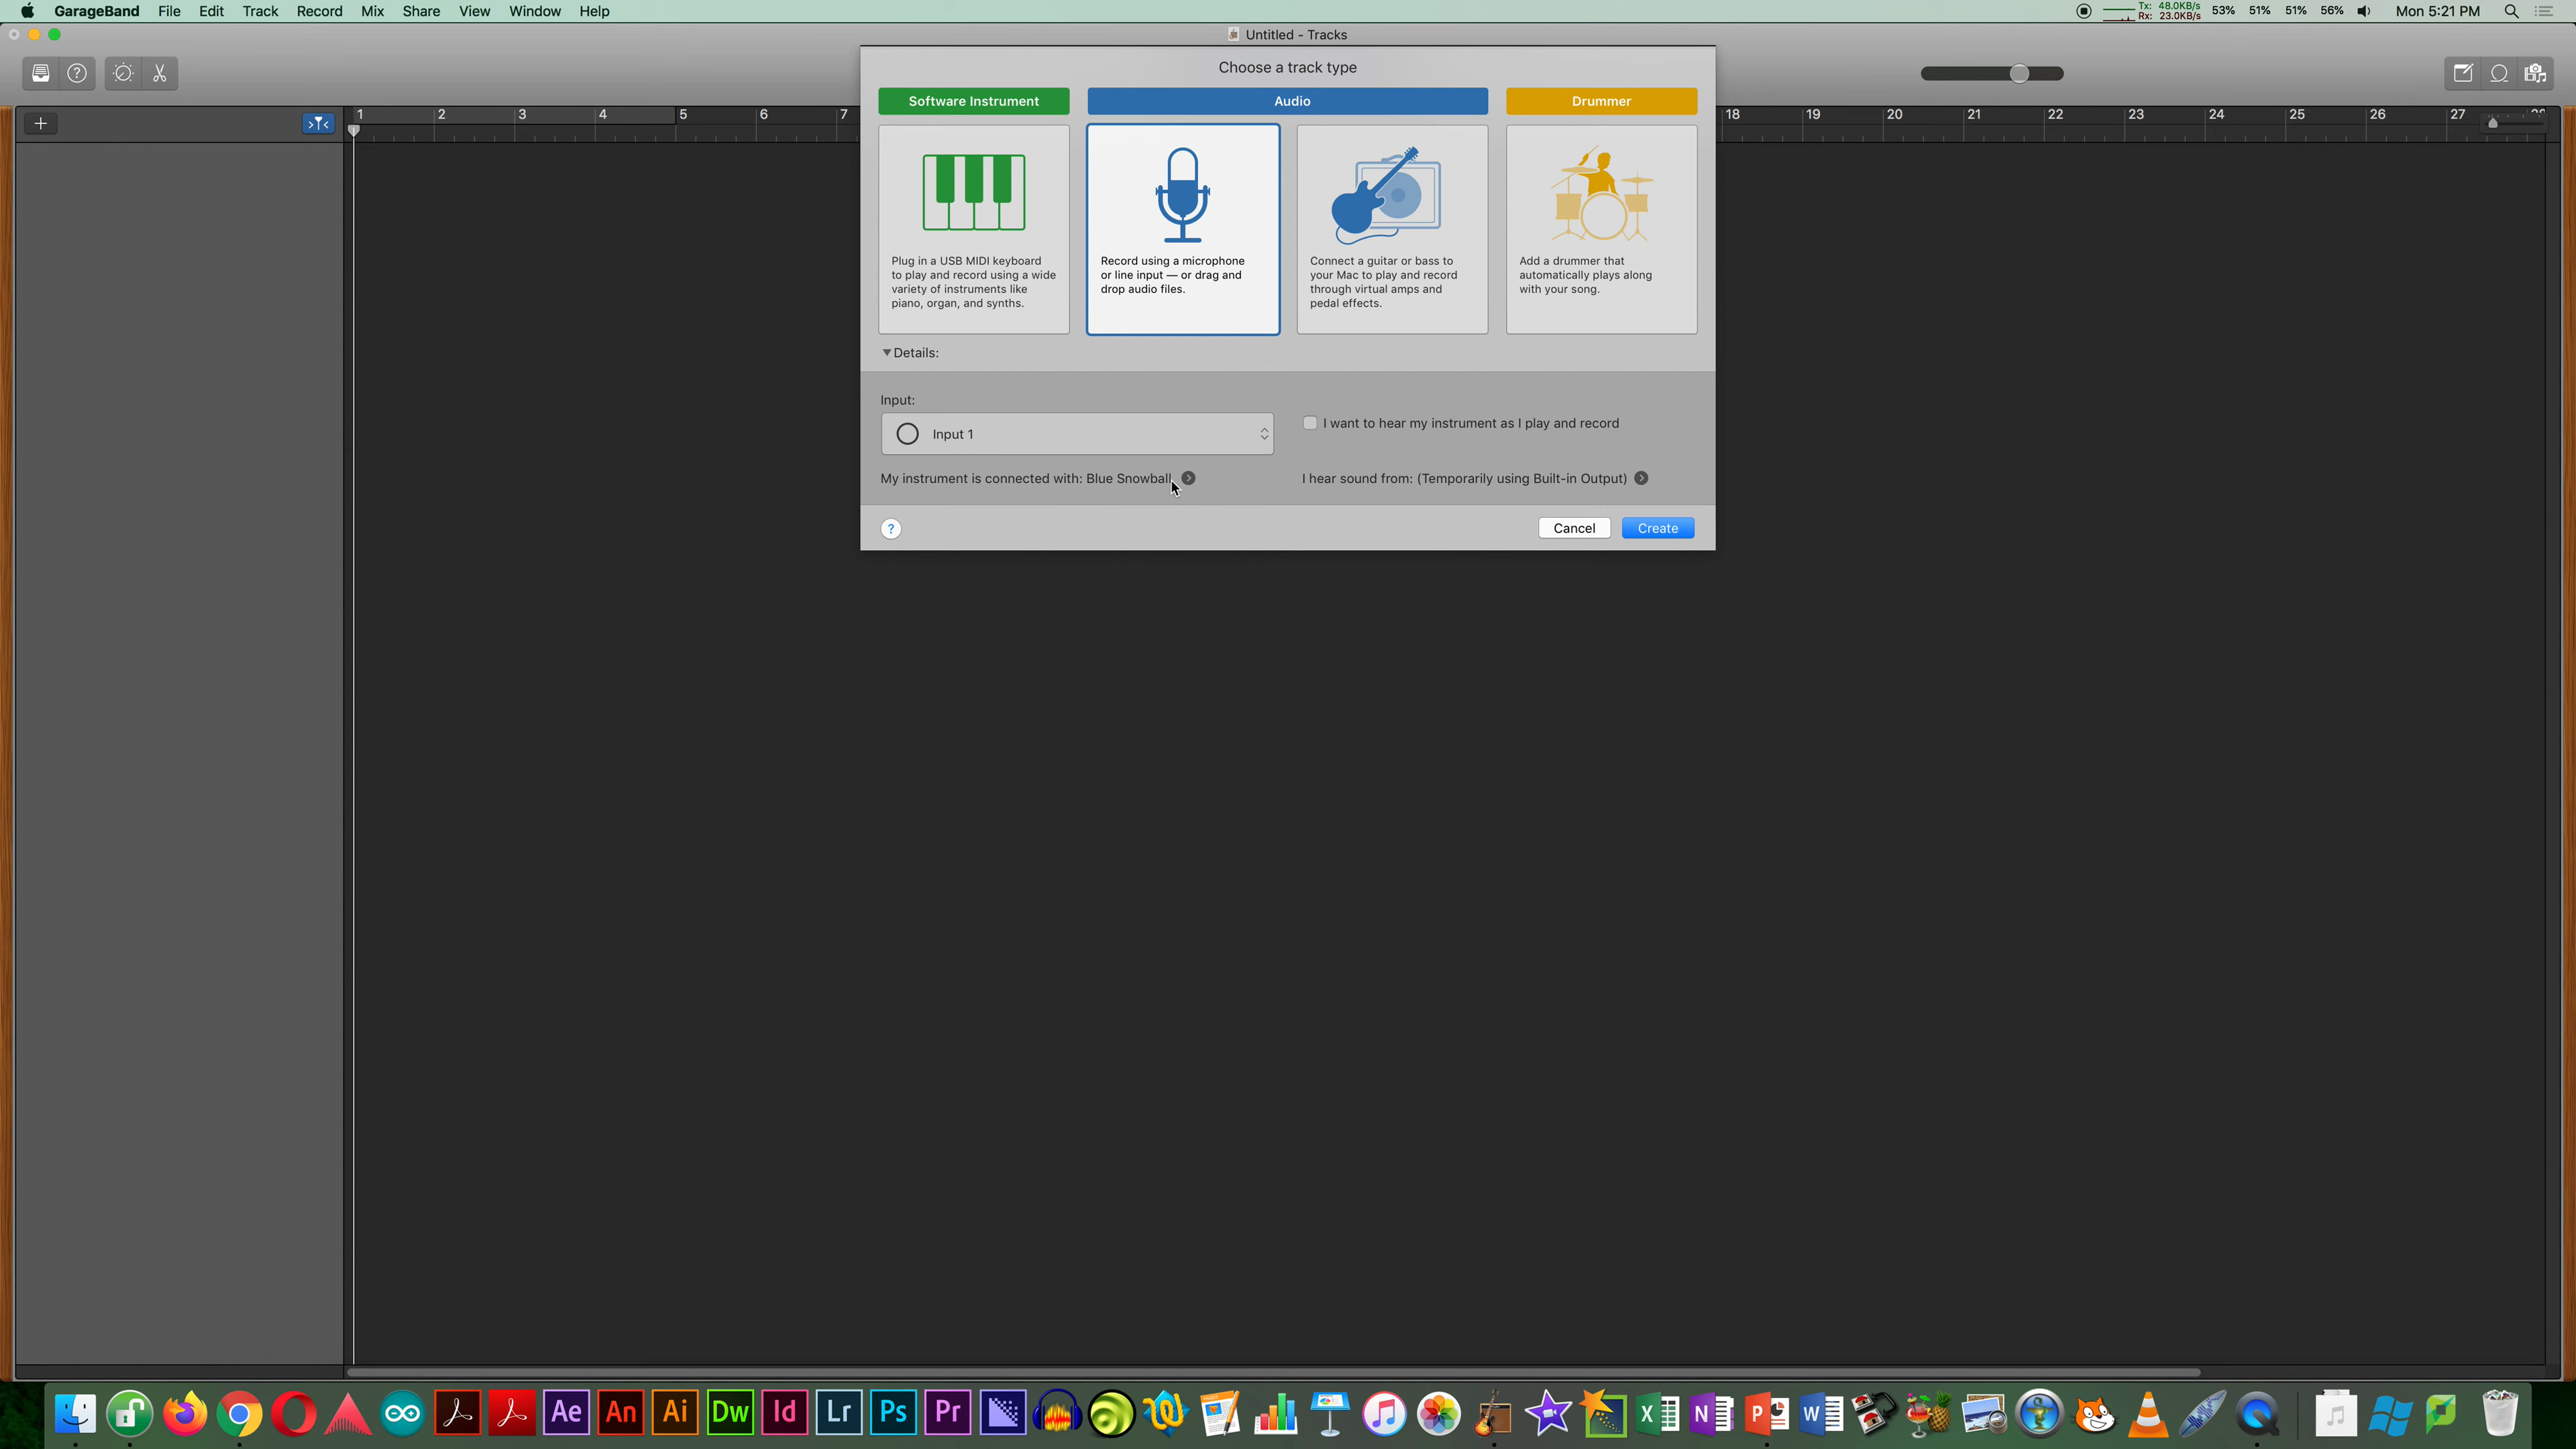 GarageBand File Edit Track Record Mix Share View Window Help
Tx: 48.0KB/s
Rx: 23.0KB/s
53% 51% 51% 56% Mon 5:21 PM
Untitled - Tracks
Choose a track type
1 2 3 4 5 6 7 18 19 20 21 22 23 24 25 26 27
Software Instrument
Audio
Drummer
Plug in a USB MIDI keyboard
to play and record using a wide
variety of instruments like
piano, organ, and synths.
Record using a microphone
or line input — or drag and
drop audio files.
Connect a guitar or bass to
your Mac to play and record
through virtual amps and
pedal effects.
Add a drummer that
automatically plays along
with your song.
Details:
Input:
Input 1
I want to hear my instrument as I play and record
My instrument is connected with: Blue Snowball
I hear sound from: (Temporarily using Built-in Output)
?
Cancel
Create
Ae An Ai Dw Id Lr Ps Pr X N P W